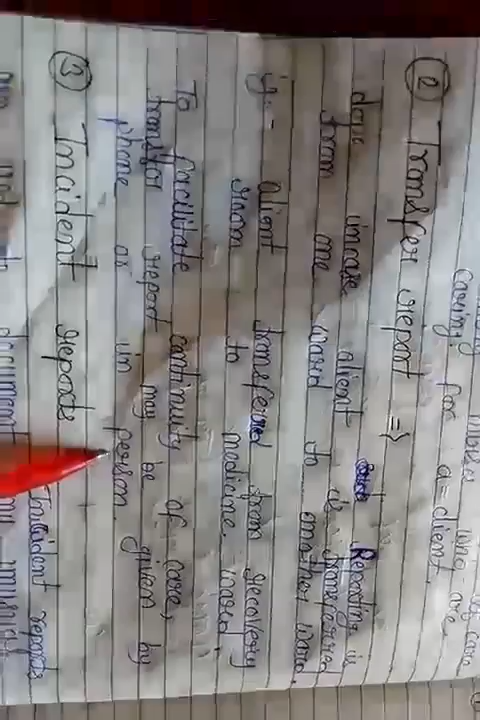 caring for a client.
② Transfer report ⇒ Reporting is
done incase client is transferred
from one ward to another ward.
eg:- client transferred from recovery
room to medicine ward
To facilitate continuity of care,
transfer report may be given by
phone or in person.
③ Incident reports Incident reports